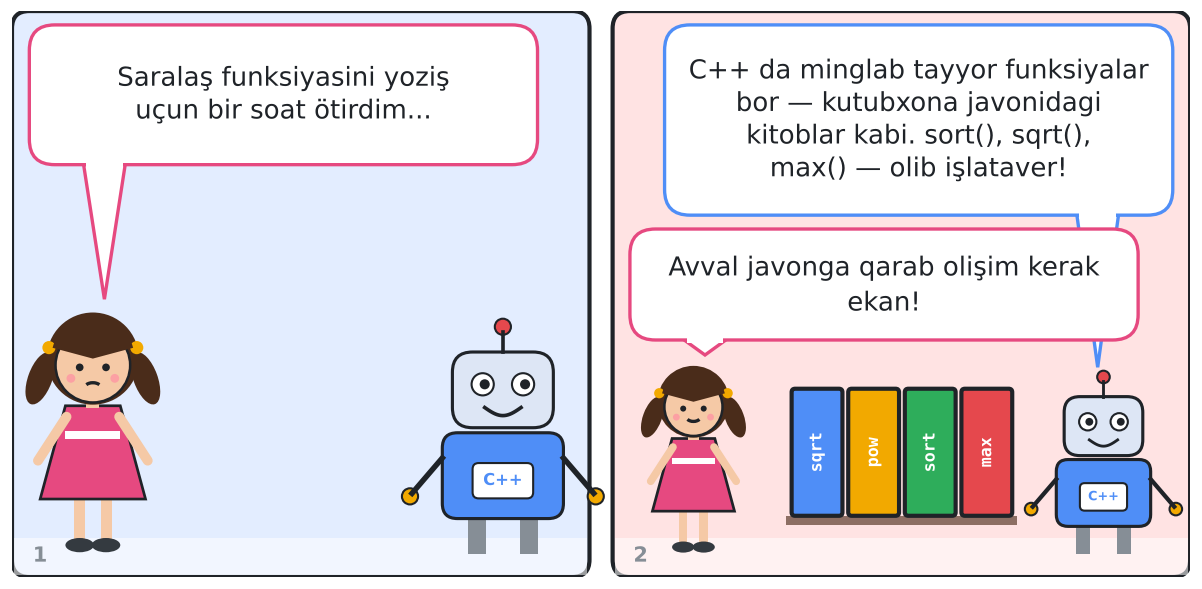 Saralaş funksiyasini yoziş
uçun bir soat ötirdim...
C++
1
C++ da minglab tayyor funksiyalar
bor — kutubxona javonidagi
kitoblar kabi. sort(), sqrt(),
max() — olib işlataver!
Avval javonga qarab olişim kerak
ekan!
sqrt
pow
sort
max
C++
2